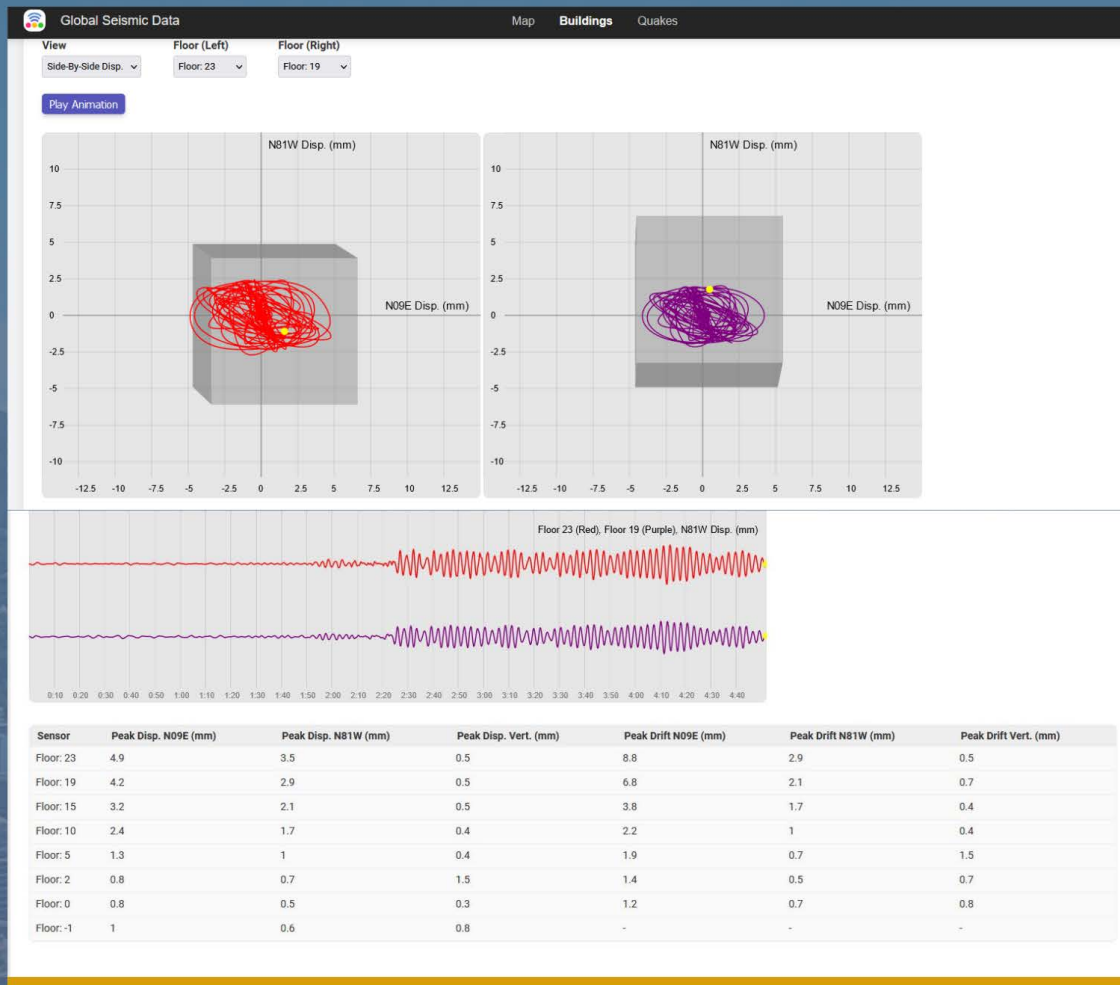 Global Seismic Data Map Buildings Quakes
View Floor (Left) Floor (Right)
Side-By-Side Disp. Floor: 23 Floor: 19
Play Animation
N81W Disp. (mm)
10
7.5
5
2.5
0
-2.5
-5
-7.5
-10
N09E Disp. (mm)
-12.5 -10 -7.5 -5 -2.5 0 2.5 5 7.5 10 12.5
N81W Disp. (mm)
10
7.5
5
2.5
0
-2.5
-5
-7.5
-10
N09E Disp. (mm)
-12.5 -10 -7.5 -5 -2.5 0 2.5 5 7.5 10 12.5
Floor 23 (Red), Floor 19 (Purple), N81W Disp. (mm)
0:10 0:20 0:30 0:40 0:50 1:00 1:10 1:20 1:30 1:40 1:50 2:00 2:10 2:20 2:30 2:40 2:50 3:00 3:10 3:20 3:30 3:40 3:50 4:00 4:10 4:20 4:30 4:40
Sensor Peak Disp. N09E (mm) Peak Disp. N81W (mm) Peak Disp. Vert. (mm) Peak Drift N09E (mm) Peak Drift N81W (mm) Peak Drift Vert. (mm)
Floor: 23 4.9 3.5 0.5 8.8 2.9 0.5
Floor: 19 4.2 2.9 0.5 6.8 2.1 0.7
Floor: 15 3.2 2.1 0.5 3.8 1.7 0.4
Floor: 10 2.4 1.7 0.4 2.2 1 0.4
Floor: 5 1.3 1 0.4 1.9 0.7 1.5
Floor: 2 0.8 0.7 1.5 1.4 0.5 0.7
Floor: 0 0.8 0.5 0.3 1.2 0.7 0.8
Floor: -1 1 0.6 0.8 - - -